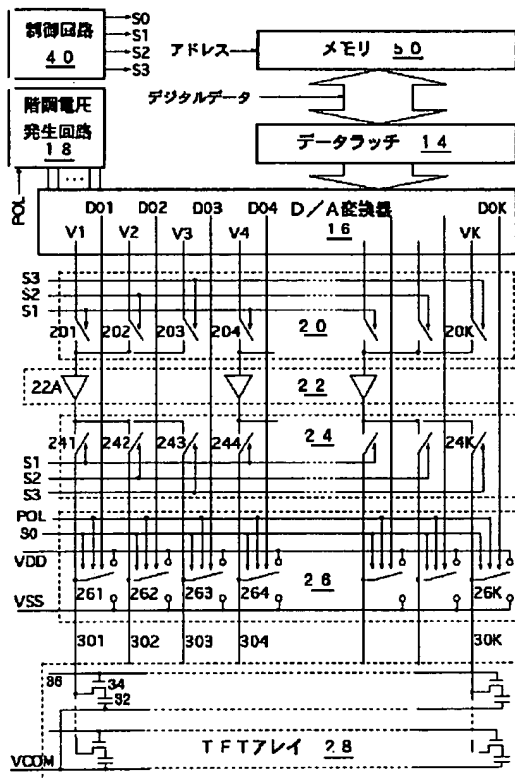 制御回路
40
S0
S1
S2
S3
アドレス
メモリ 50
デジタルデータ
階調電圧
発生回路
18
データラッチ 14
POL
D01 D02 D03 D04 D/A変換器 D0K
V1 V2 V3 V4 16 VK
S3
S2
S1
201 202 203 204 20 20K
22A 22
241 242 243 244 24 24K
S1
S2
S3
POL
S0
VDD
261 262 263 264 26 26K
VSS
301 302 303 304 30K
36 34
32
TFTアレイ 28
VCOM